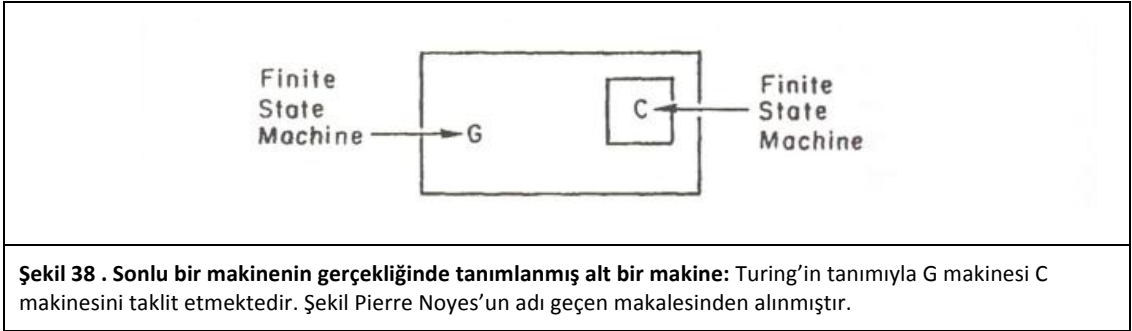 Finite
State
Machine
G
C
Finite
State
Machine
Şekil 38 . Sonlu bir makinenin gerçekliğinde tanımlanmış alt bir makine: Turing’in tanımıyla G makinesi C
makinesini taklit etmektedir. Şekil Pierre Noyes’un adı geçen makalesinden alınmıştır.